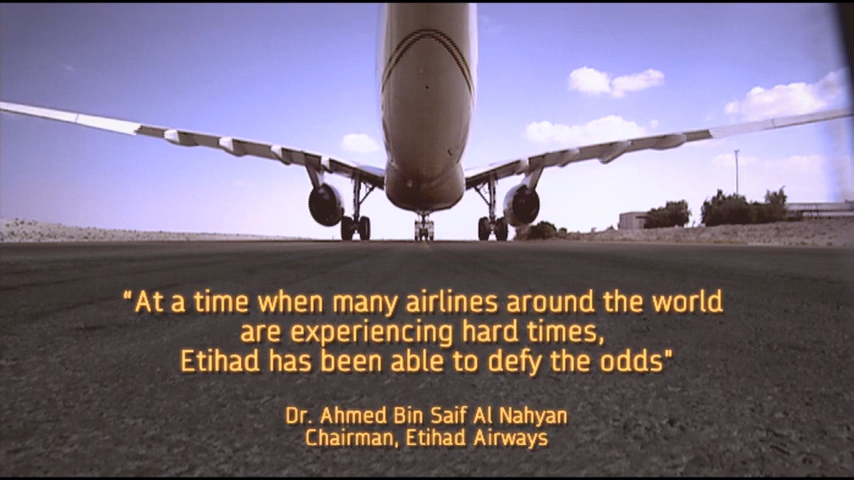 “At a time when many airlines around the world
are experiencing hard times,
Etihad has been able to defy the odds"
Dr. Ahmed Bin Saif Al Nahyan
Chairman, Etihad Airways